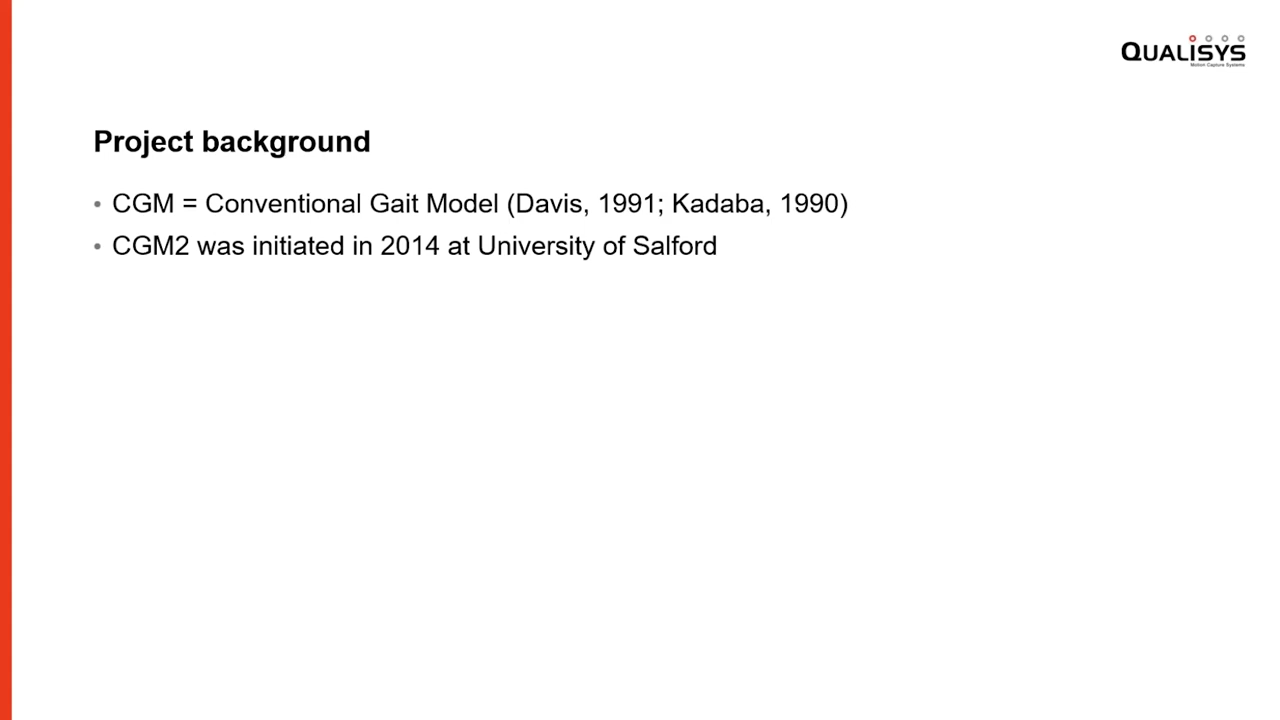 QUALISYS
Motion Capture Systems
Project background
• CGM = Conventional Gait Model (Davis, 1991; Kadaba, 1990)
• CGM2 was initiated in 2014 at University of Salford